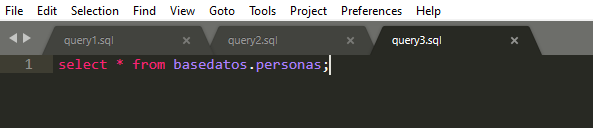 File Edit Selection Find View Goto Tools Project Preferences Help
query1.sql query2.sql query3.sql
1 select * from basedatos.personas;